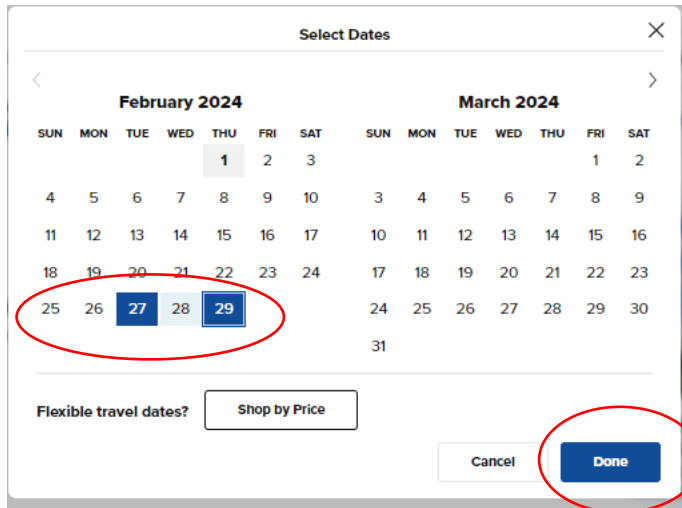 Select Dates
February 2024
SUN MON TUE WED THU FRI SAT
1 2 3
4 5 6 7 8 9 10
11 12 13 14 15 16 17
18 19 20 21 22 23 24
25 26 27 28 29
March 2024
SUN MON TUE WED THU FRI SAT
1 2
3 4 5 6 7 8 9
10 11 12 13 14 15 16
17 18 19 20 21 22 23
24 25 26 27 28 29 30
31
Flexible travel dates? Shop by Price
Cancel Done